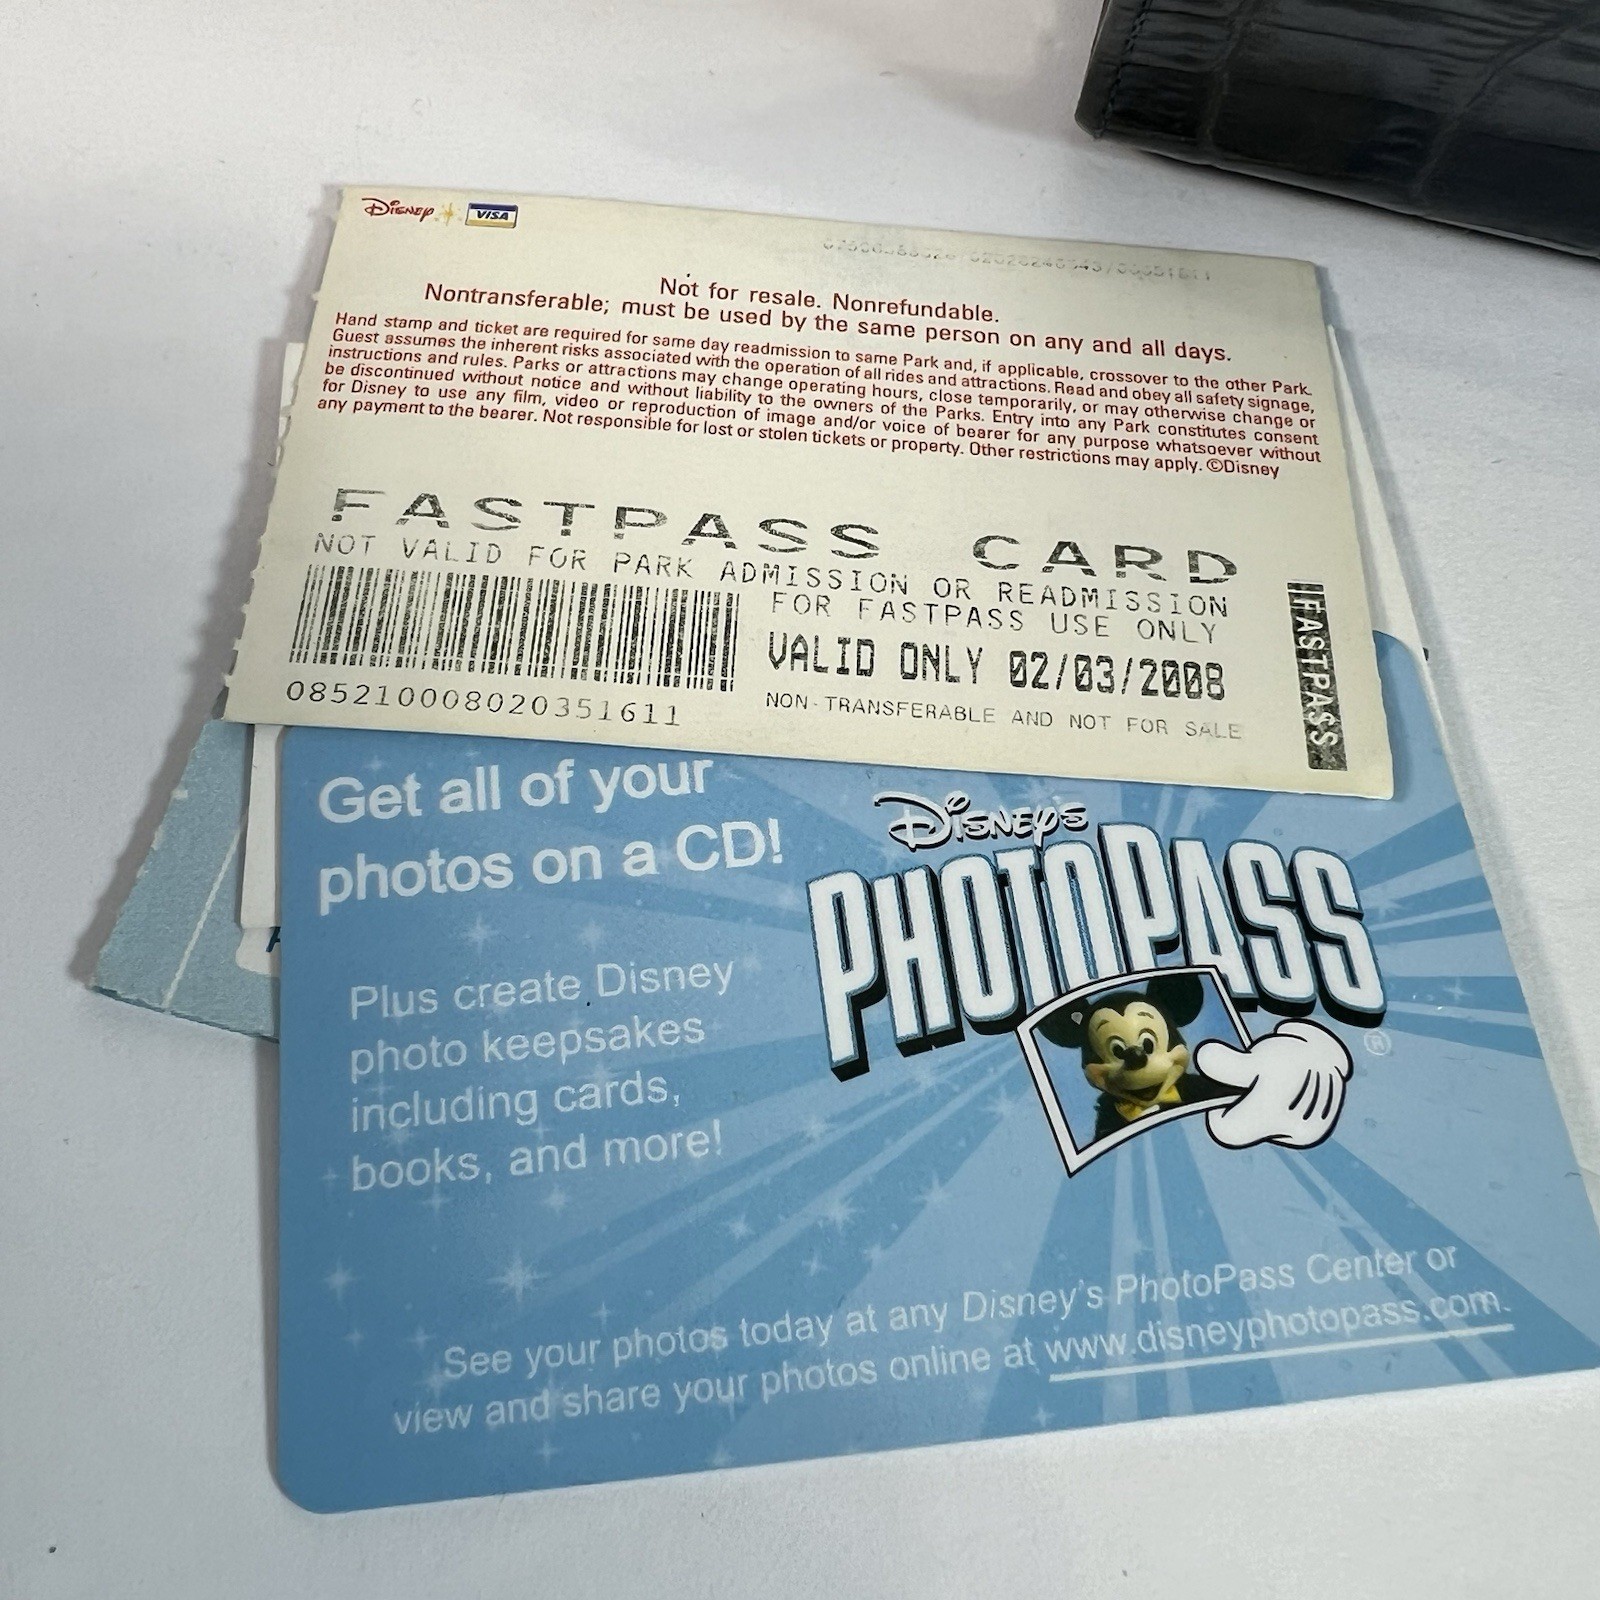 Disney VISA
Not for resale. Nonrefundable.
Nontransferable; must be used by the same person on any and all days.
Hand stamp and ticket are required for same day readmission to same Park and, if applicable, crossover to the other Park.
Guest assumes the inherent risks associated with the operation of all rides and attractions. Read and obey all safety signage,
instructions and rules. Parks or attractions may change operating hours, close temporarily, or may otherwise change or
be discontinued without notice and without liability to the owners of the Parks. Entry into any Park constitutes consent
for Disney to use any film, video or reproduction of image and/or voice of bearer for any purpose whatsoever without
any payment to the bearer. Not responsible for lost or stolen tickets or property. Other restrictions may apply. ©Disney
FASTPASS CARD
NOT VALID FOR PARK ADMISSION OR READMISSION
FOR FASTPASS USE ONLY
VALID ONLY 02/03/2008
NON-TRANSFERABLE AND NOT FOR SALE
085210008020351611
FASTPASS
Get all of your
photos on a CD!
Plus create Disney
photo keepsakes
including cards,
books, and more!
Disney's
PHOTOPASS
®
See your photos today at any Disney's PhotoPass Center or
view and share your photos online at www.disneyphotopass.com.